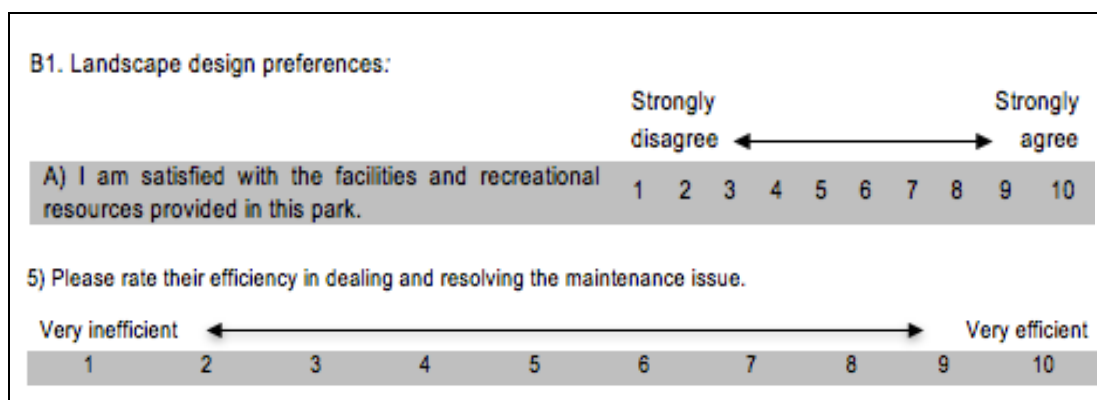 B1. Landscape design preferences:
Strongly Strongly
disagree agree
A) I am satisfied with the facilities and recreational 1 2 3 4 5 6 7 8 9 10
resources provided in this park.
5) Please rate their efficiency in dealing and resolving the maintenance issue.
Very inefficient Very efficient
1 2 3 4 5 6 7 8 9 10